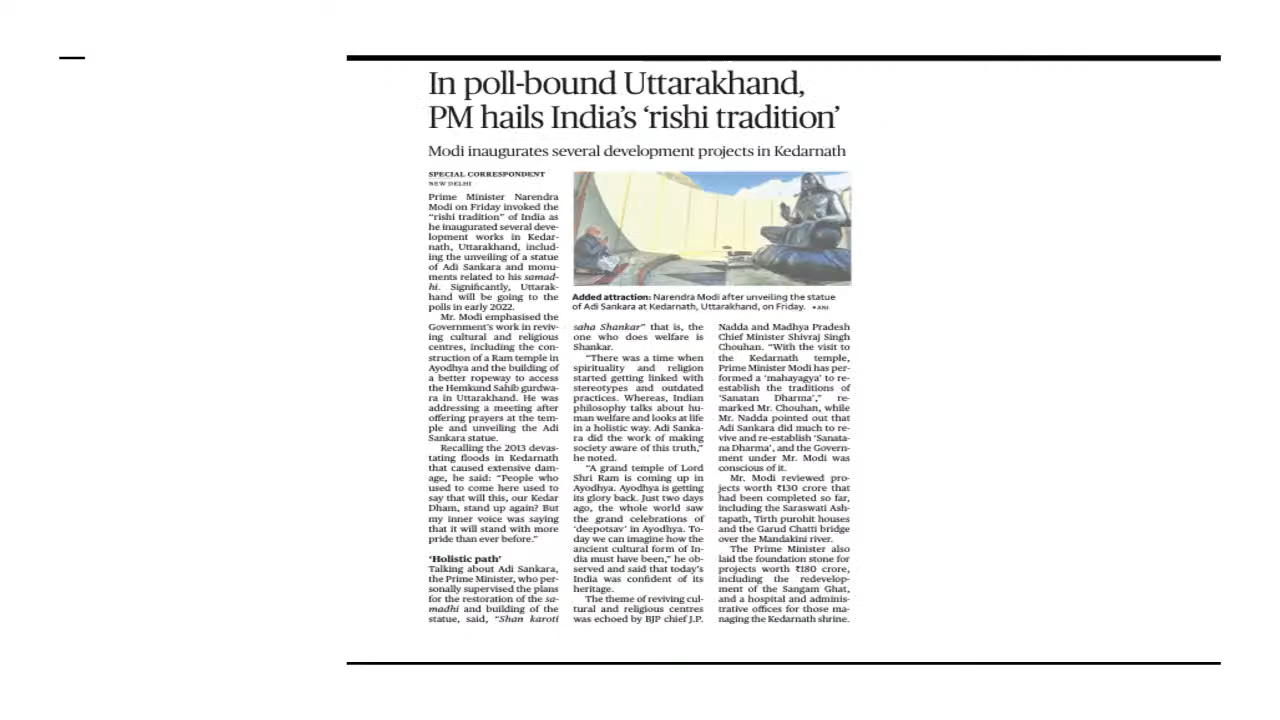 In poll-bound Uttarakhand,
PM hails India's 'rishi tradition'
Modi inaugurates several development projects in Kedarnath
SPECIAL CORRESPONDENT
NEW DELHI
Prime Minister Narendra
Modi on Friday invoked the
"rishi tradition" of India as
he inaugurated several deve-
lopment works in Kedar-
nath, Uttarakhand, includ-
ing the unveiling of a statue
of Adi Sankara and monu-
ments related to his samad-
hi. Significantly, Uttarak-
hand will be going to the
polls in early 2022.
Mr. Modi emphasised the
Government's work in reviv-
ing cultural and religious
centres, including the con-
struction of a Ram temple in
Ayodhya and the building of
a better ropeway to access
the Hemkund Sahib gurdwa-
ra in Uttarakhand. He was
addressing a meeting after
offering prayers at the tem-
ple and unveiling the Adi
Sankara statue.
Recalling the 2013 devas-
tating floods in Kedarnath
that caused extensive dam-
age, he said: "People who
used to come here used to
say that will this, our Kedar
Dham, stand up again? But
my inner voice was saying
that it will stand with more
pride than ever before."
'Holistic path'
Talking about Adi Sankara,
the Prime Minister, who per-
sonally supervised the plans
for the restoration of the sa-
madhi and building of the
statue, said, "Shan karoti
Added attraction: Narendra Modi after unveiling the statue
of Adi Sankara at Kedarnath, Uttarakhand, on Friday. • ANI
saha Shankar" that is, the
one who does welfare is
Shankar.
"There was a time when
spirituality and religion
started getting linked with
stereotypes and outdated
practices. Whereas, Indian
philosophy talks about hu-
man welfare and looks at life
in a holistic way. Adi Sanka-
ra did the work of making
society aware of this truth,"
he noted.
"A grand temple of Lord
Shri Ram is coming up in
Ayodhya. Ayodhya is getting
its glory back. Just two days
ago, the whole world saw
the grand celebrations of
'deepotsav' in Ayodhya. To-
day we can imagine how the
ancient cultural form of In-
dia must have been," he ob-
served and said that today's
India was confident of its
heritage.
The theme of reviving cul-
tural and religious centres
was echoed by BJP chief J.P.
Nadda and Madhya Pradesh
Chief Minister Shivraj Singh
Chouhan. "With the visit to
the Kedarnath temple,
Prime Minister Modi has per-
formed a 'mahayagya' to re-
establish the traditions of
'Sanatan Dharma'," re-
marked Mr. Chouhan, while
Mr. Nadda pointed out that
Adi Sankara did much to re-
vive and re-establish 'Sanata-
na Dharma', and the Govern-
ment under Mr. Modi was
conscious of it.
Mr. Modi reviewed pro-
jects worth ₹130 crore that
had been completed so far,
including the Saraswati Ash-
tapath, Tirth purohit houses
and the Garud Chatti bridge
over the Mandakini river.
The Prime Minister also
laid the foundation stone for
projects worth ₹180 crore,
including the redevelop-
ment of the Sangam Ghat,
and a hospital and adminis-
trative offices for those ma-
naging the Kedarnath shrine.